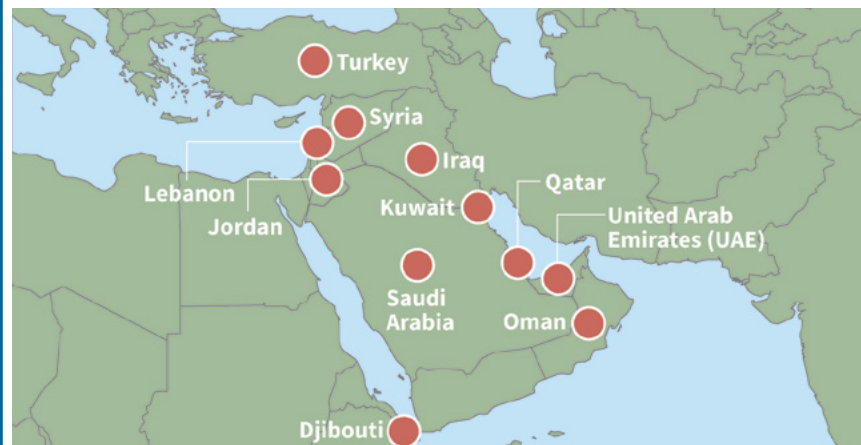 Turkey
Syria
Iraq
Lebanon
Jordan
Kuwait
Qatar
United Arab
Emirates (UAE)
Saudi
Arabia
Oman
Djibouti